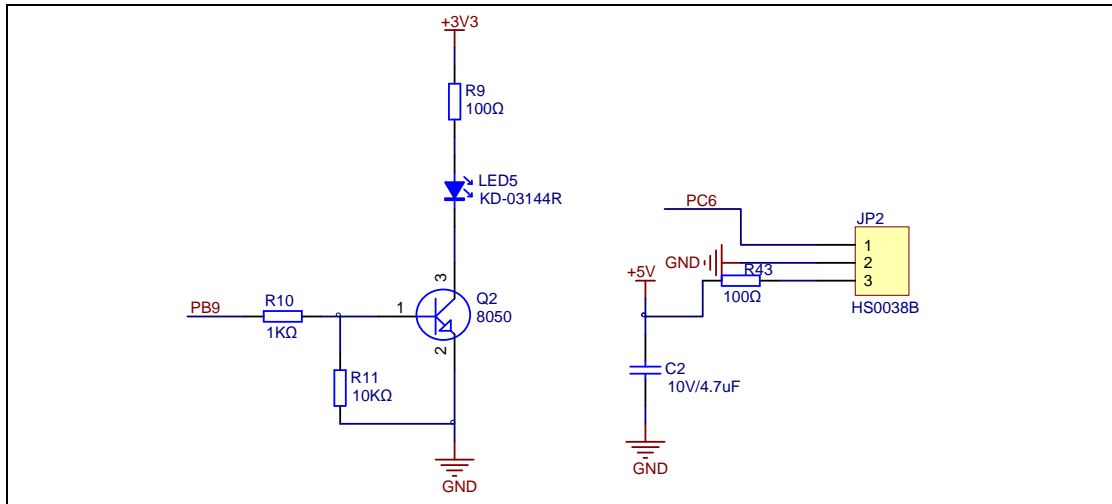 +3V3
R9
100Ω
LED5
KD-03144R
3
Q2
8050
1
2
PB9
R10
1KΩ
R11
10KΩ
GND
PC6
JP2
1
2
3
HS0038B
GND
R43
100Ω
+5V
C2
10V/4.7uF
GND